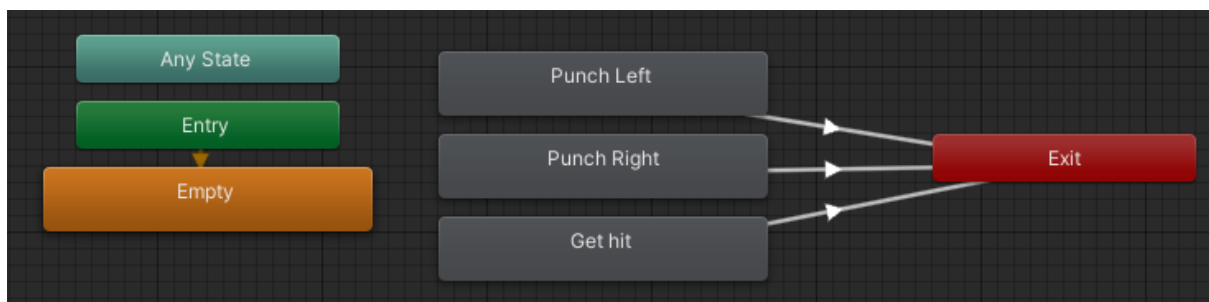 Any State
Entry
Empty
Punch Left
Punch Right
Get hit
Exit